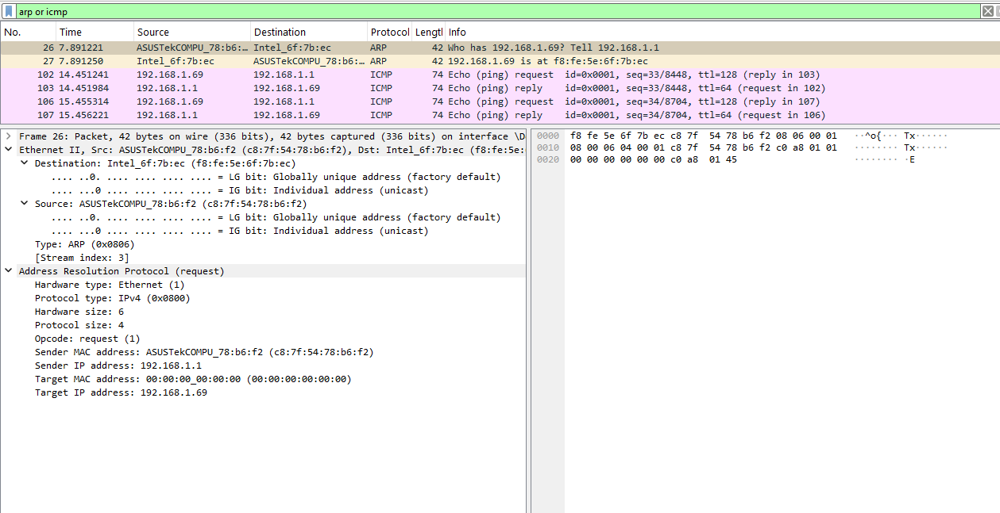 arp or icmp
No. Time Source Destination Protocol Lengtl Info
26 7.891221 ASUSTekCOMPU_78:b6:… Intel_6f:7b:ec ARP 42 Who has 192.168.1.69? Tell 192.168.1.1
27 7.891250 Intel_6f:7b:ec ASUSTekCOMPU_78:b6:… ARP 42 192.168.1.69 is at f8:fe:5e:6f:7b:ec
102 14.451241 192.168.1.69 192.168.1.1 ICMP 74 Echo (ping) request id=0x0001, seq=33/8448, ttl=128 (reply in 103)
103 14.451984 192.168.1.1 192.168.1.69 ICMP 74 Echo (ping) reply id=0x0001, seq=33/8448, ttl=64 (request in 102)
106 15.455314 192.168.1.69 192.168.1.1 ICMP 74 Echo (ping) request id=0x0001, seq=34/8704, ttl=128 (reply in 107)
107 15.456221 192.168.1.1 192.168.1.69 ICMP 74 Echo (ping) reply id=0x0001, seq=34/8704, ttl=64 (request in 106)
Frame 26: Packet, 42 bytes on wire (336 bits), 42 bytes captured (336 bits) on interface \D
Ethernet II, Src: ASUSTekCOMPU_78:b6:f2 (c8:7f:54:78:b6:f2), Dst: Intel_6f:7b:ec (f8:fe:5e:
Destination: Intel_6f:7b:ec (f8:fe:5e:6f:7b:ec)
.... ..0. .... .... .... .... = LG bit: Globally unique address (factory default)
.... ...0 .... .... .... .... = IG bit: Individual address (unicast)
Source: ASUSTekCOMPU_78:b6:f2 (c8:7f:54:78:b6:f2)
.... ..0. .... .... .... .... = LG bit: Globally unique address (factory default)
.... ...0 .... .... .... .... = IG bit: Individual address (unicast)
Type: ARP (0x0806)
[Stream index: 3]
Address Resolution Protocol (request)
Hardware type: Ethernet (1)
Protocol type: IPv4 (0x0800)
Hardware size: 6
Protocol size: 4
Opcode: request (1)
Sender MAC address: ASUSTekCOMPU_78:b6:f2 (c8:7f:54:78:b6:f2)
Sender IP address: 192.168.1.1
Target MAC address: 00:00:00_00:00:00 (00:00:00:00:00:00)
Target IP address: 192.168.1.69
0000 f8 fe 5e 6f 7b ec c8 7f 54 78 b6 f2 08 06 00 01 ··^o{··· Tx······
0010 08 00 06 04 00 01 c8 7f 54 78 b6 f2 c0 a8 01 01 ········ Tx······
0020 00 00 00 00 00 00 c0 a8 01 45 ········ ·E